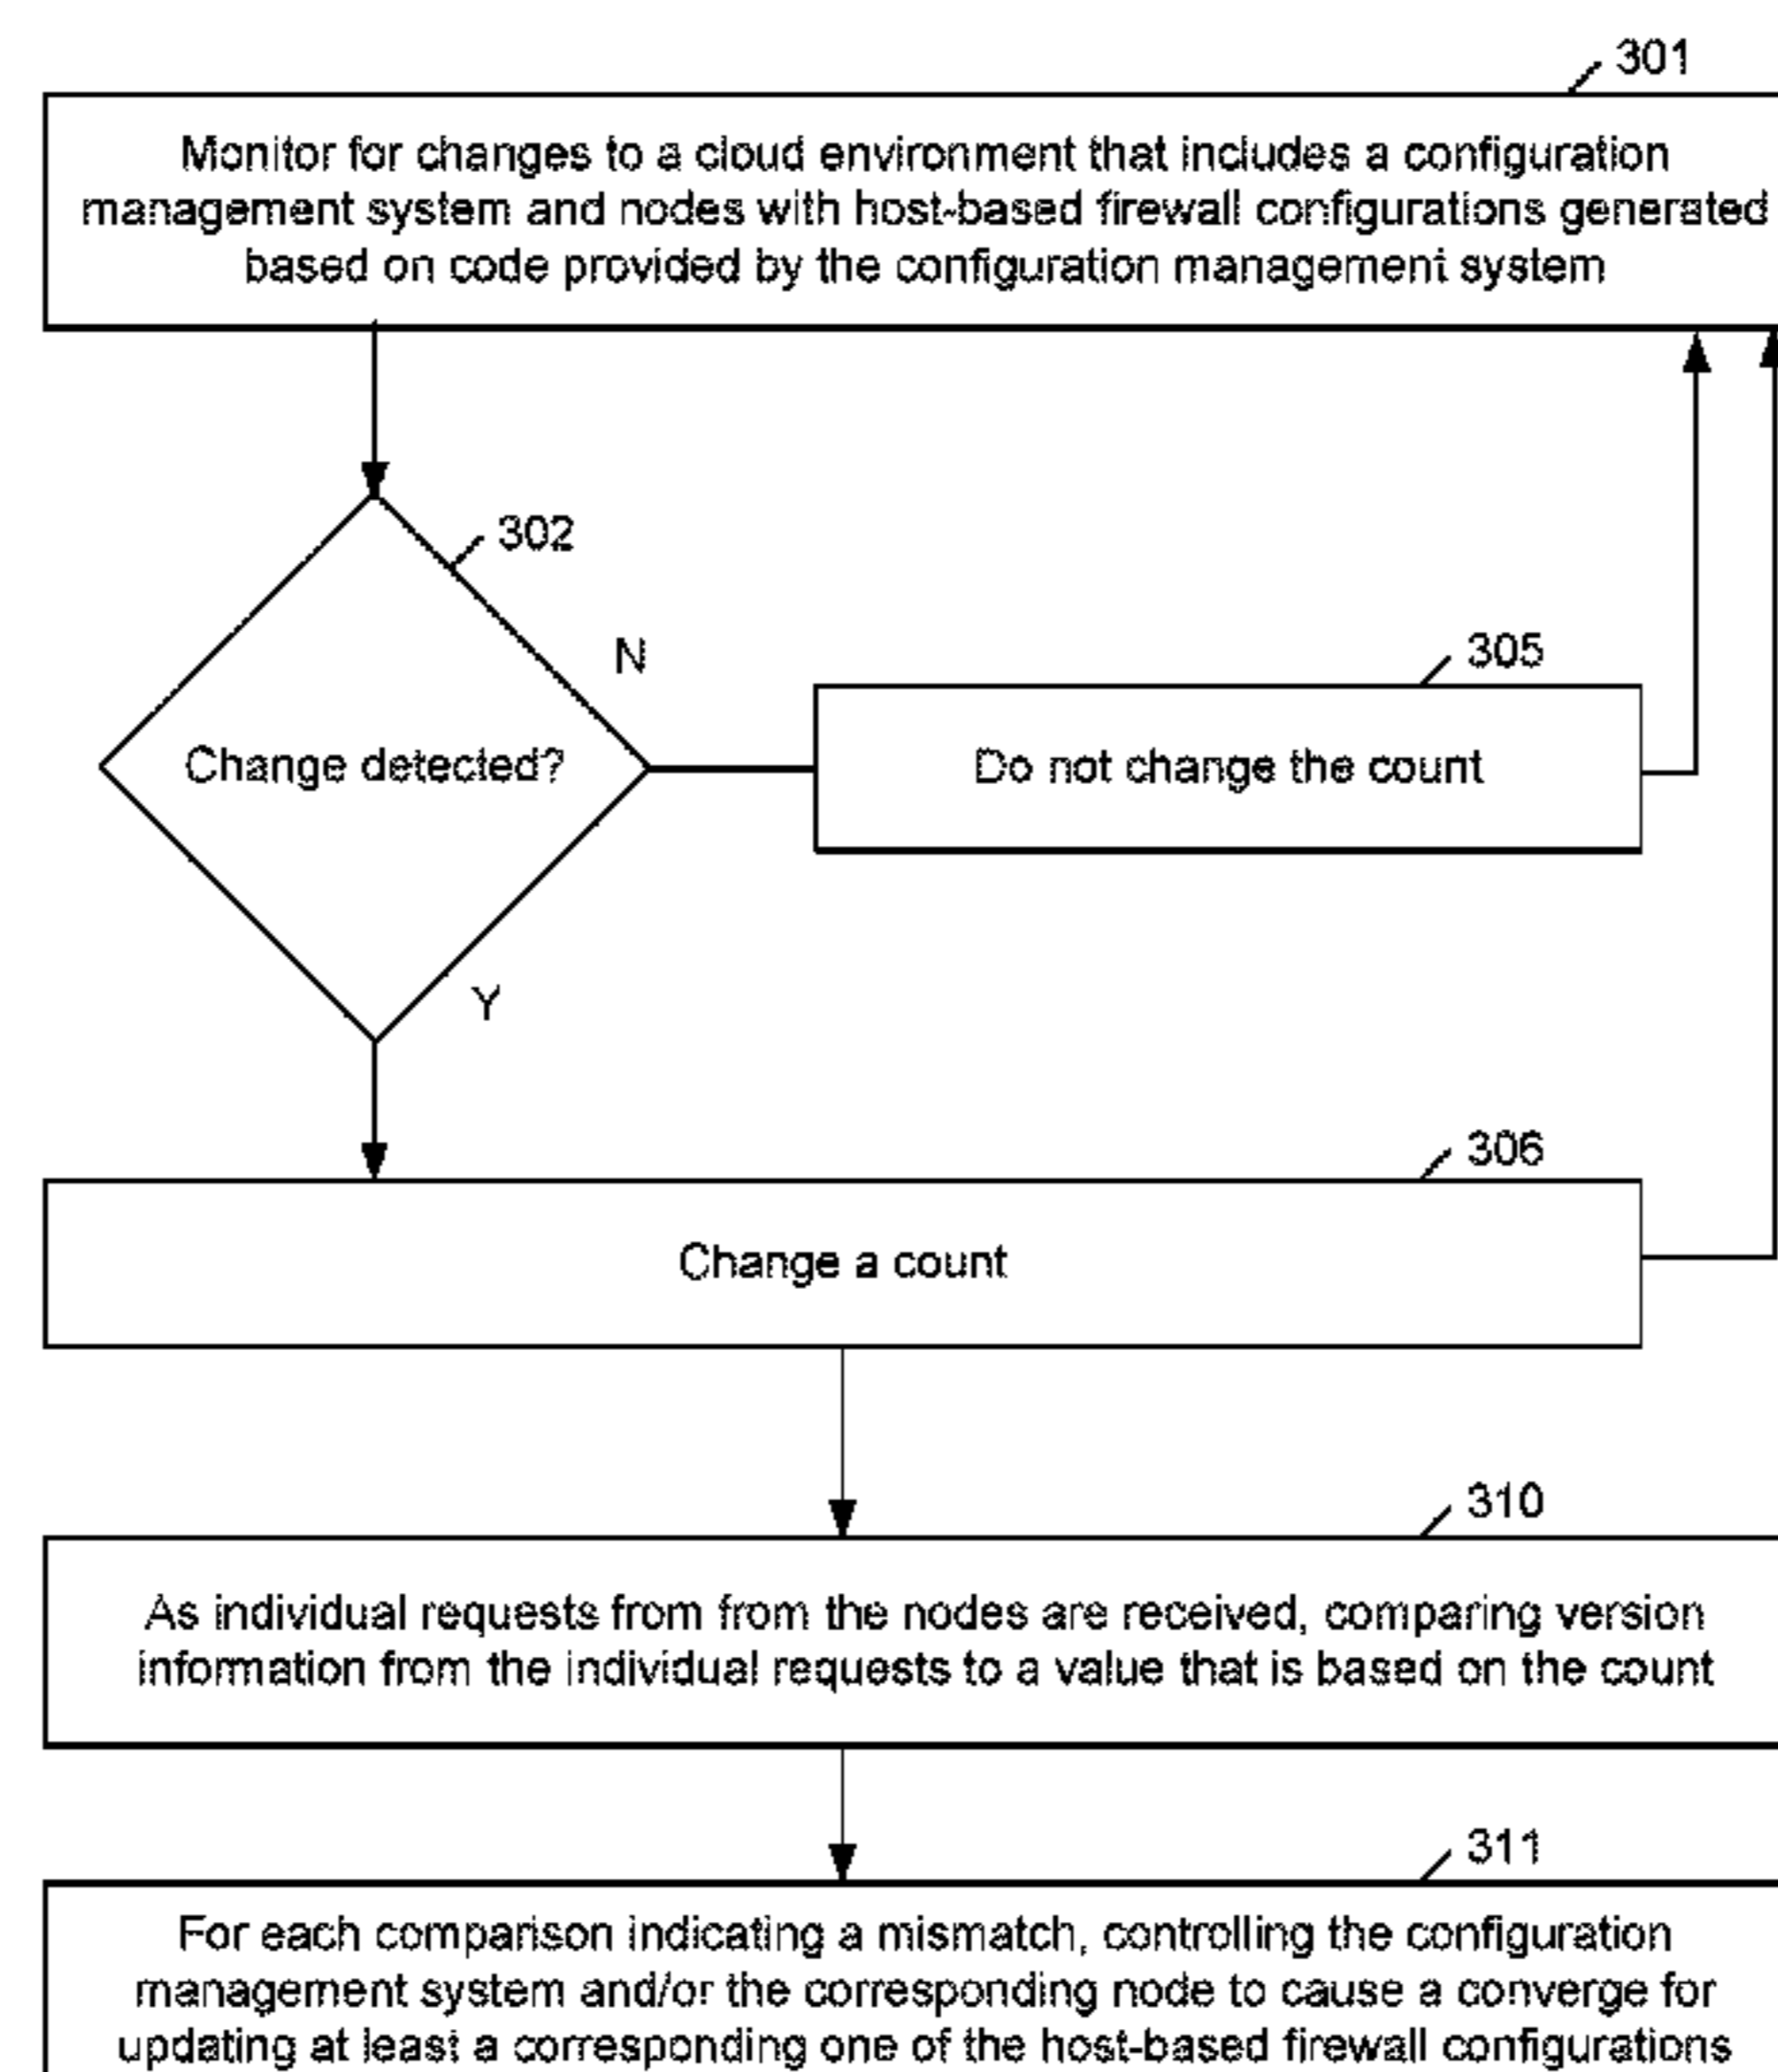 301
Monitor for changes to a cloud environment that includes a configuration
management system and nodes with host-based firewall configurations generated
based on code provided by the configuration management system
302
N
305
Change detected?
Do not change the count
Y
306
Change a count
310
As individual requests from from the nodes are received, comparing version
information from the individual requests to a value that is based on the count
311
For each comparison indicating a mismatch, controlling the configuration
management system and/or the corresponding node to cause a converge for
updating at least a corresponding one of the host-based firewall configurations